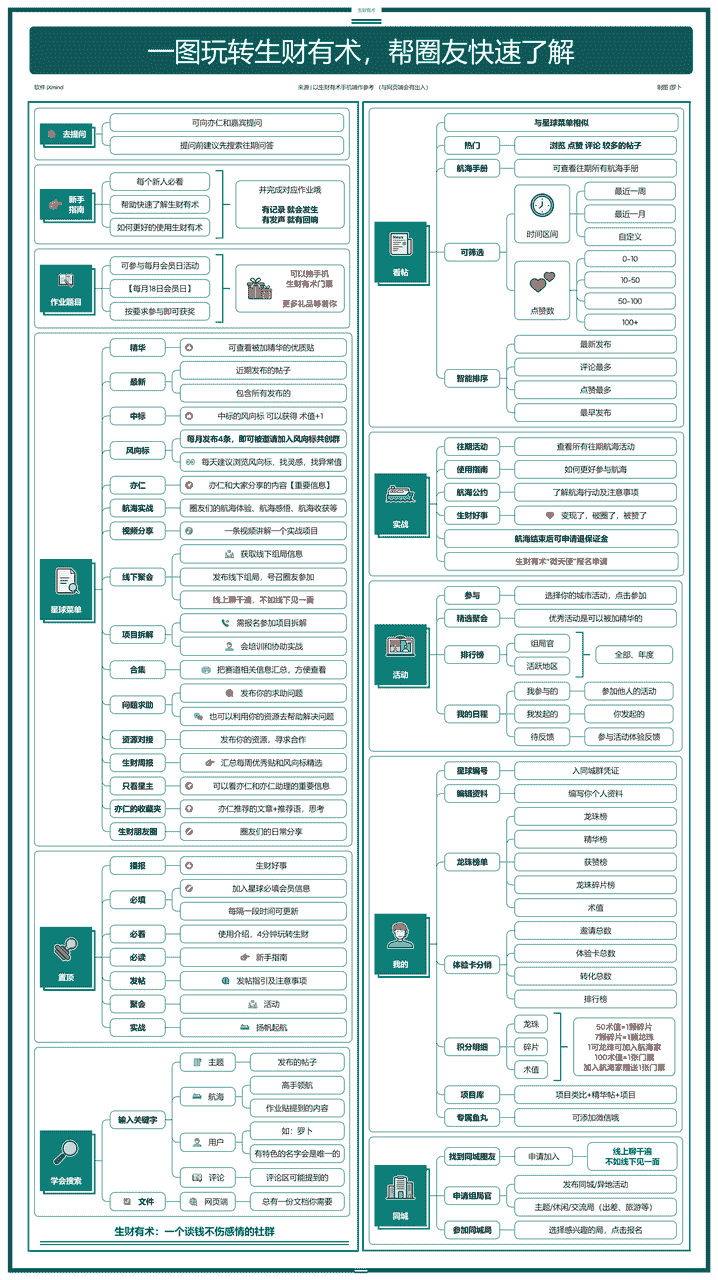 生财有术
一图玩转生财有术，帮圈友快速了解
软件 |Xmind
来源 | 以生财有术手机端作参考 （与网页端会有出入）
制图 |萝卜
去提问
可向亦仁和嘉宾提问
提问前建议先搜索往期问答
新手
指南
每个新人必看
帮助快速了解生财有术
如何更好的使用生财有术
并完成对应作业哦
有记录 就会发生
有发声 就有回响
作业题目
可参与每月会员日活动
【每月18日会员日】
按要求参与即可获奖
可以抽手机
生财有术门票
更多礼品等着你
星球菜单
精华
可查看被加精华的优质贴
最新
近期发布的帖子
包含所有发布的
中标
中标的风向标 可以获得 术值+1
风向标
每月发布4条，即可被邀请加入风向标共创群
每天建议浏览风向标，找灵感，找异常值
亦仁
亦仁和大家分享的内容【重要信息】
航海实战
圈友们的航海体验、航海感悟、航海收获等
视频分享
一条视频讲解一个实战项目
线下聚会
获取线下组局信息
发布线下组局，号召圈友参加
线上聊千遍，不如线下见一面
项目拆解
需报名参加项目拆解
会培训和协助实战
合集
把赛道相关信息汇总，方便查看
问题求助
发布你的求助问题
也可以利用你的资源去帮助解决问题
资源对接
发布你的资源，寻求合作
生财周报
汇总每周优秀贴和风向标精选
只看星主
可以看亦仁和亦仁助理的重要信息
亦仁的收藏夹
亦仁推荐的文章+推荐语，思考
生财朋友圈
圈友们的日常分享
置顶
播报
生财好事
必填
加入星球必填会员信息
每隔一段时间可更新
必看
使用介绍，4分钟玩转生财
必读
新手指南
发帖
发帖指引及注意事项
聚会
活动
实战
扬帆起航
学会搜索
输入关键字
主题
发布的帖子
航海
高手领航
作业贴提到的内容
用户
如：罗卜
有特色的名字会是唯一的
评论
评论区可能提到的
文件
网页端
总有一份文档你需要
生财有术：一个谈钱不伤感情的社群
看帖
与星球菜单相似
热门
浏览 点赞 评论 较多的帖子
航海手册
可查看往期所有航海手册
可筛选
时间区间
最近一周
最近一月
自定义
点赞数
0-10
10-50
50-100
100+
智能排序
最新发布
评论最多
点赞最多
最早发布
实战
往期活动
查看所有往期航海活动
使用指南
如何更好参与航海
航海公约
了解航海行动及注意事项
生财好事
变现了，破圈了，被赞了
航海结束后可申请退保证金
生财有术“微天使”报名申请
活动
参与
选择你的城市活动，点击参加
精选聚会
优秀活动是可以被加精华的
排行榜
组局官
活跃地区
全部、年度
我的日程
我参与的
参加他人的活动
我发起的
你发起的
待反馈
参与活动体验反馈
我的
星球编号
入同城群凭证
编辑资料
编写你个人资料
龙珠榜单
龙珠榜
精华榜
获赞榜
龙珠碎片榜
术值
体验卡分销
邀请总数
体验卡总数
转化总数
排行榜
积分明细
龙珠
碎片
术值
50术值=1颗碎片
7颗碎片=1颗龙珠
1可龙珠可加入航海家
100术值=1张门票
加入航海家赠送1张门票
项目库
项目类比+精华帖+项目
专属鱼丸
可添加微信哦
同城
找到同城圈友
申请加入
线上聊千遍
不如线下见一面
申请组局官
发布同城/异地活动
主题/休闲/交流局（出差、旅游等）
参加同城局
选择感兴趣的局，点击报名